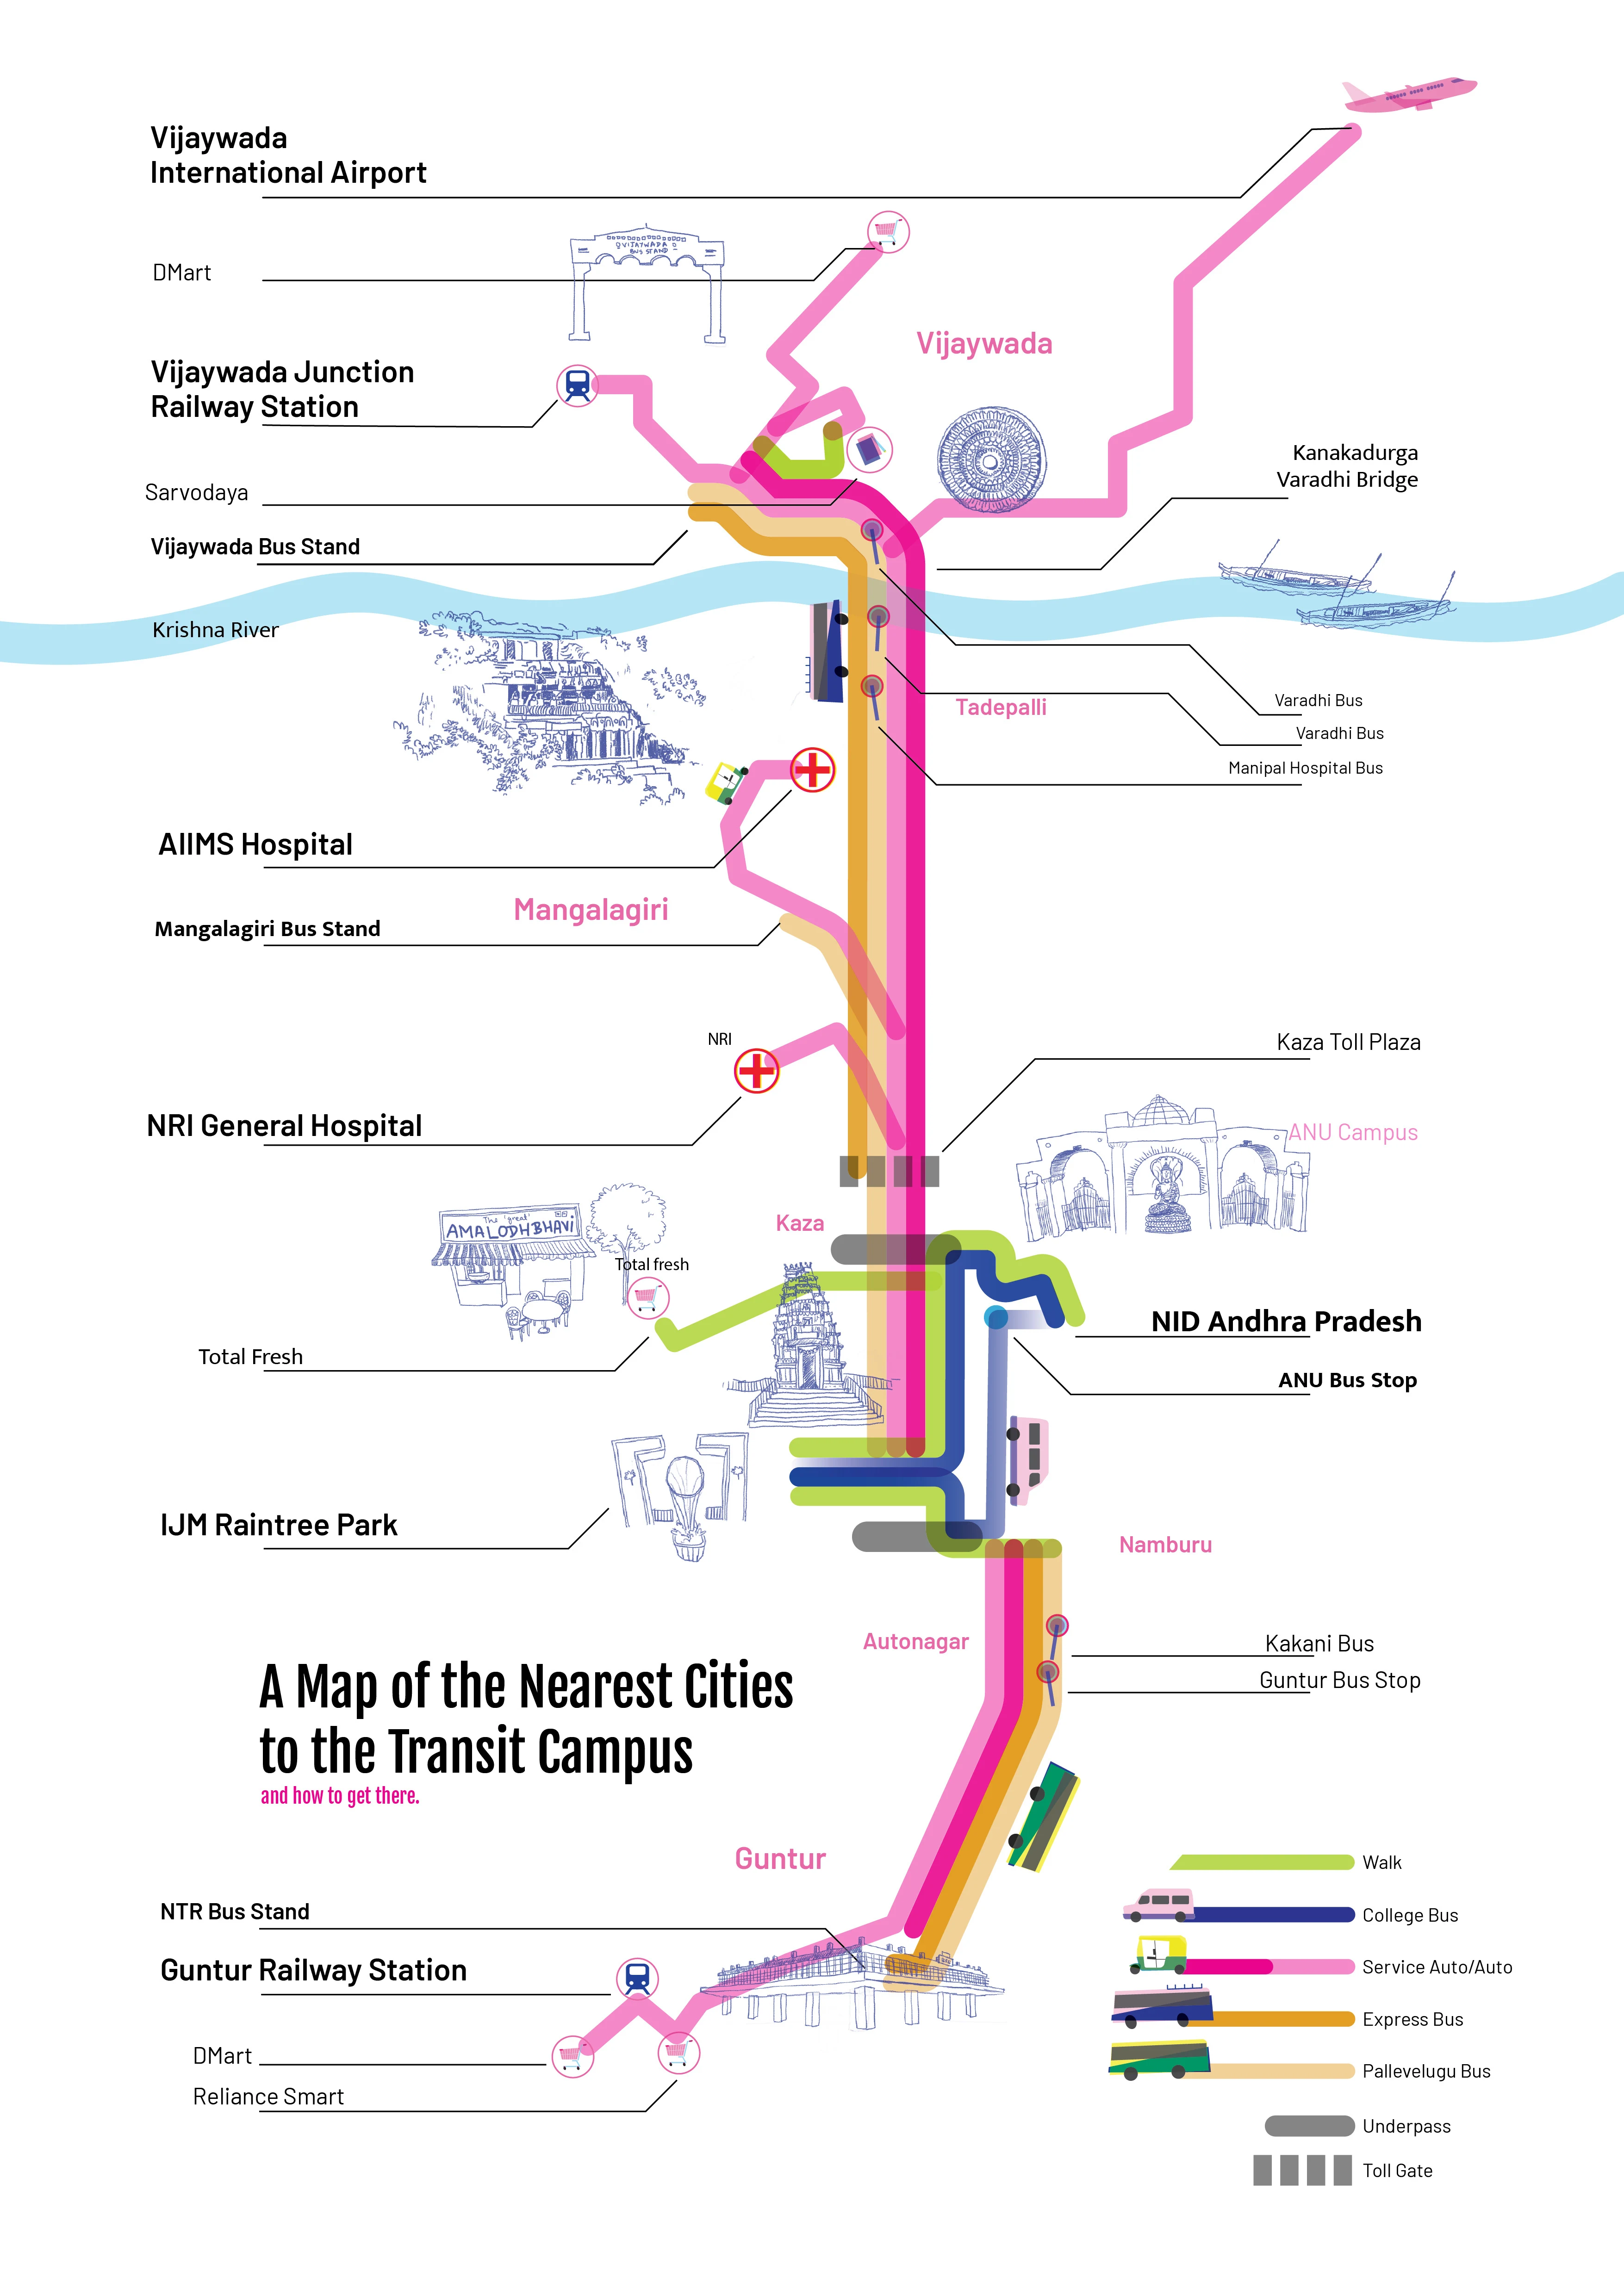 Vijaywada
International Airport
VIJAYWADA
BUS STAND
DMart
Vijaywada
Vijaywada Junction
Railway Station
Kanakadurga
Varadhi Bridge
Sarvodaya
Vijaywada Bus Stand
Krishna River
Varadhi Bus
Tadepalli
Varadhi Bus
Manipal Hospital Bus
AIIMS Hospital
Mangalagiri
Mangalagiri Bus Stand
NRI
Kaza Toll Plaza
NRI General Hospital
ANU Campus
The 'great'
AMALODHBHAVI
Kaza
Total fresh
NID Andhra Pradesh
Total Fresh
ANU Bus Stop
IJM Raintree Park
Namburu
Autonagar
Kakani Bus
Guntur Bus Stop
A Map of the Nearest Cities
to the Transit Campus
and how to get there.
Guntur
NTR Bus Stand
Guntur Railway Station
DMart
Reliance Smart
Walk
College Bus
Service Auto/Auto
Express Bus
Pallevelugu Bus
Underpass
Toll Gate